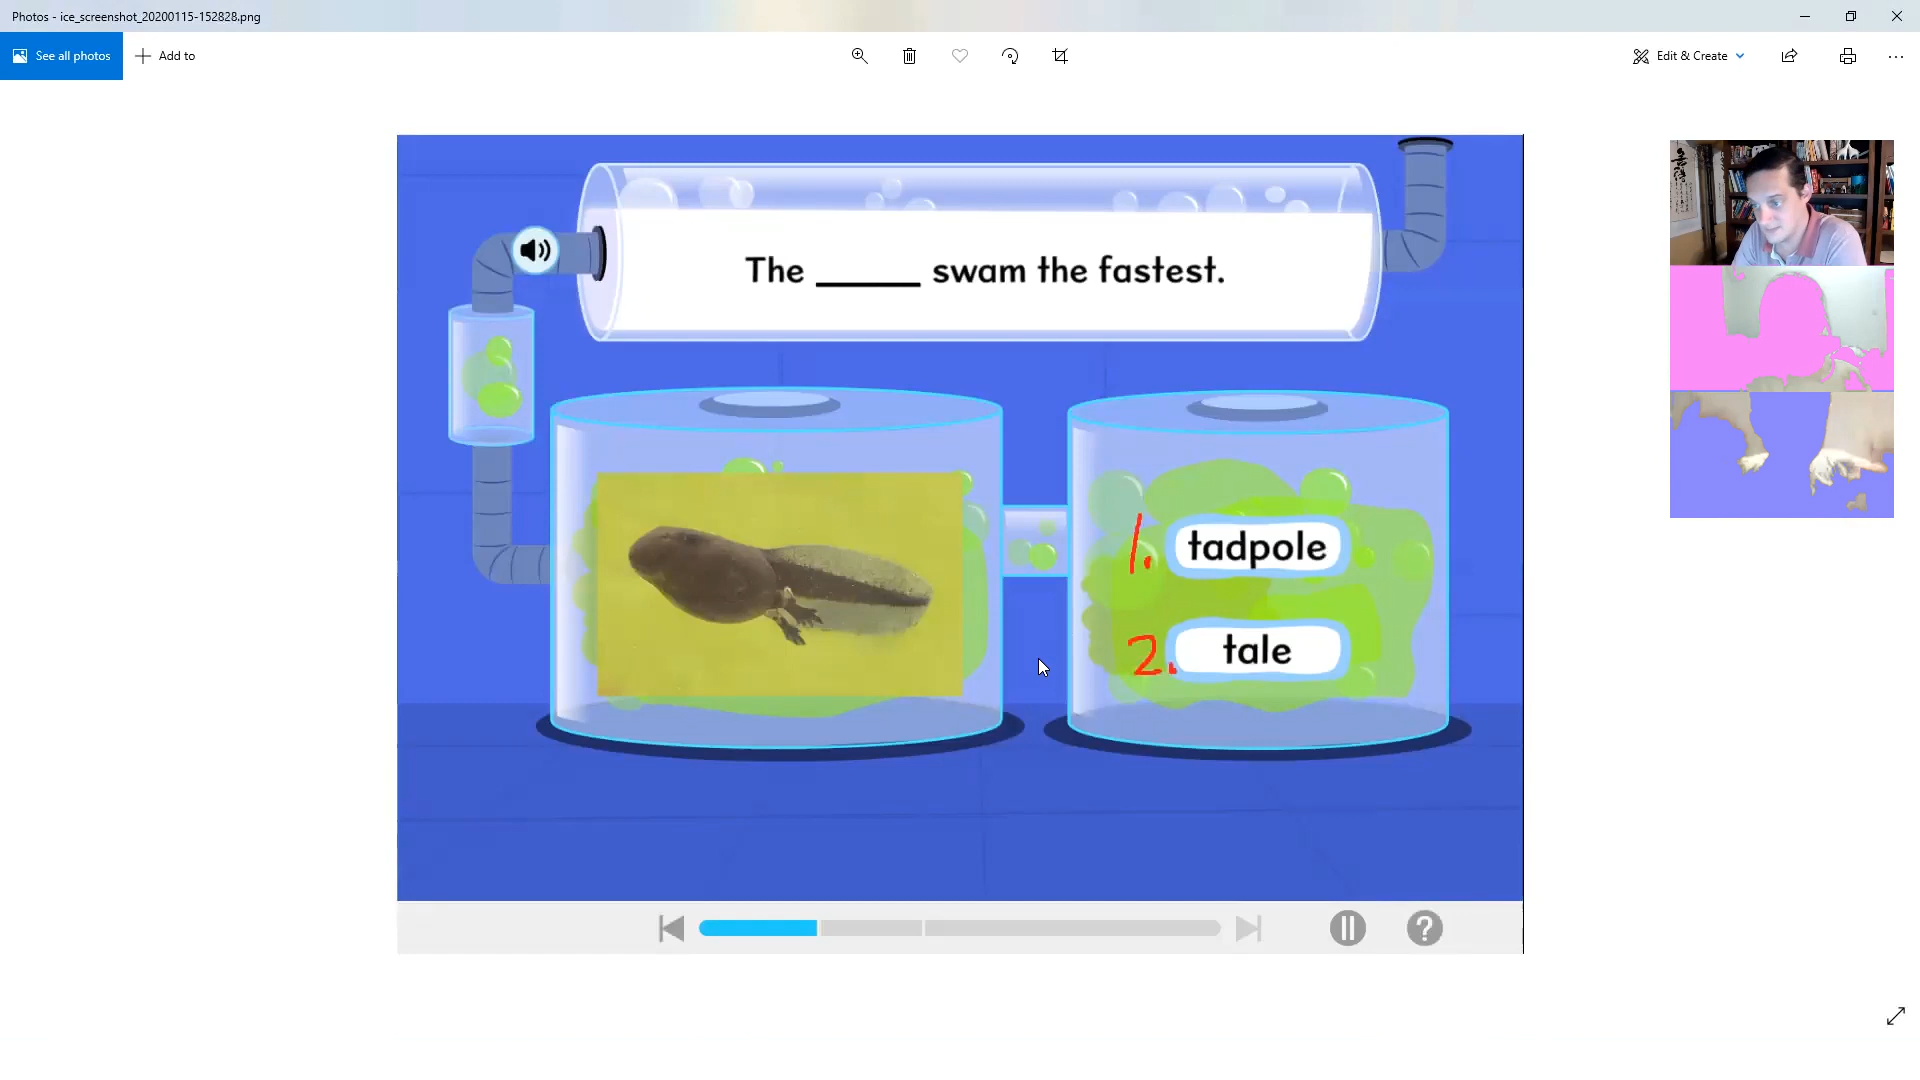 Photos - ice_screenshot_20200115-152828.png
See all photos
Add to
Edit & Create
The _____ swam the fastest.
1. tadpole
2. tale
?